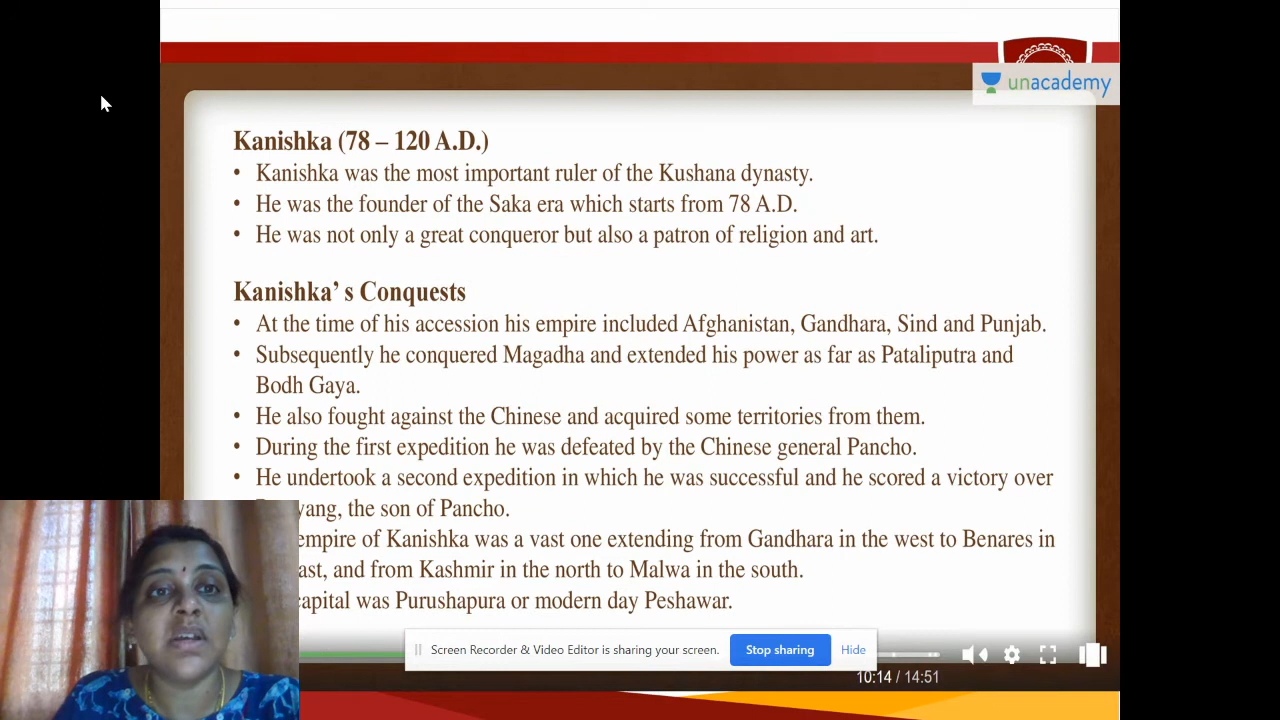 unacademy
Kanishka (78 – 120 A.D.)
• Kanishka was the most important ruler of the Kushana dynasty.
• He was the founder of the Saka era which starts from 78 A.D.
• He was not only a great conqueror but also a patron of religion and art.
Kanishka’ s Conquests
• At the time of his accession his empire included Afghanistan, Gandhara, Sind and Punjab.
• Subsequently he conquered Magadha and extended his power as far as Pataliputra and
Bodh Gaya.
• He also fought against the Chinese and acquired some territories from them.
• During the first expedition he was defeated by the Chinese general Pancho.
• He undertook a second expedition in which he was successful and he scored a victory over
yang, the son of Pancho.
empire of Kanishka was a vast one extending from Gandhara in the west to Benares in
ast, and from Kashmir in the north to Malwa in the south.
capital was Purushapura or modern day Peshawar.
Screen Recorder & Video Editor is sharing your screen. Stop sharing Hide
10:14 / 14:51